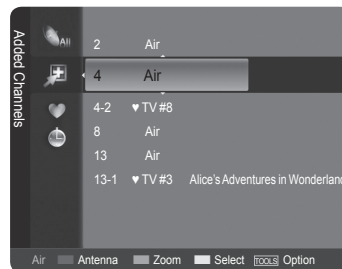 Added Channels
All
2 Air
4 Air
4-2 ♥ TV #8
8 Air
13 Air
13-1 ♥ TV #3 Alice's Adventures in Wonderland
Air Antenna Zoom Select TOOLS Option